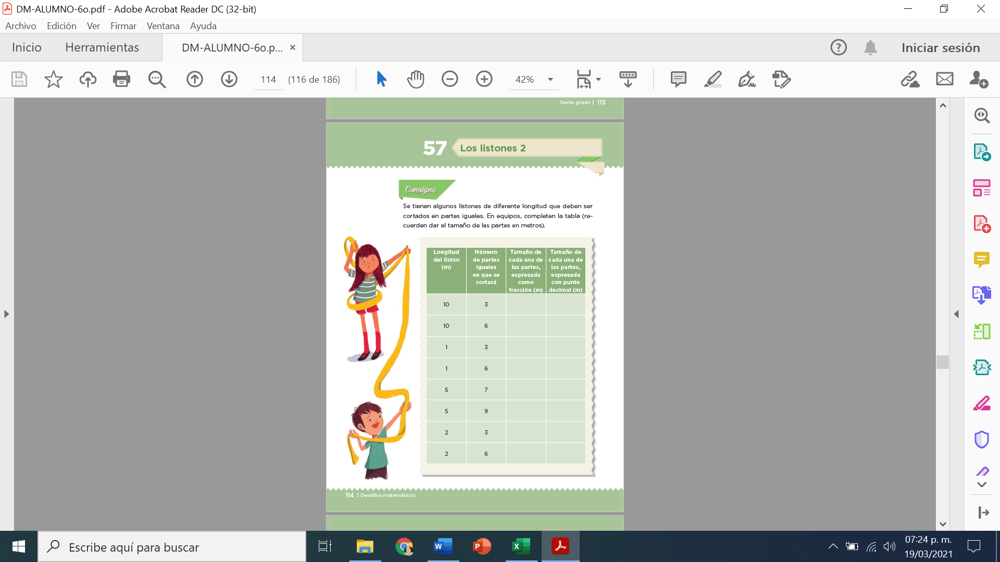 DM-ALUMNO-6o.pdf - Adobe Acrobat Reader DC (32-bit)
Archivo Edición Ver Firmar Ventana Ayuda
Inicio Herramientas DM-ALUMNO-6o.p... × Iniciar sesión
114 (116 de 186) 42%
Sexto grado | 113
57 Los listones 2
Consigna
Se tienen algunos listones de diferente longitud que deben ser
cortados en partes iguales. En equipos, completen la tabla (re-
cuerden dar el tamaño de las partes en metros).
Longitud Número Tamaño de Tamaño de
del listón de partes cada una de cada una de
(m) iguales las partes, las partes,
en que se expresada expresada
cortará como con punto
fracción (m) decimal (m)
10 3
10 6
1 3
1 6
5 7
5 9
2 3
2 6
114 | Desafíos matemáticos
Escribe aquí para buscar
07:24 p. m.
19/03/2021